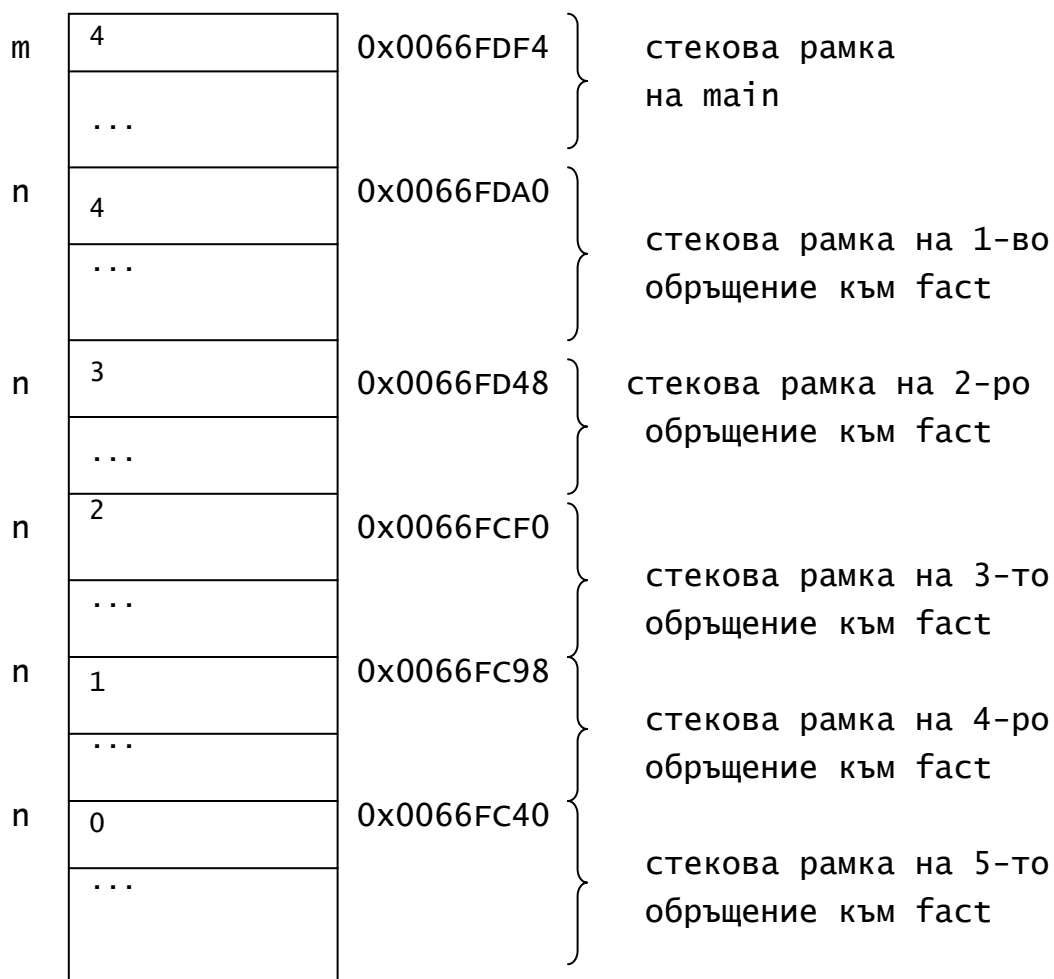 m 4 0x0066FDF4 стекова рамка
на main
...
n 4 0x0066FDA0
стекова рамка на 1-во
... обръщение към fact
n 3 0x0066FD48 стекова рамка на 2-ро
обръщение към fact
...
n 2 0x0066FCF0
стекова рамка на 3-то
... обръщение към fact
n 1 0x0066FC98
стекова рамка на 4-ро
... обръщение към fact
n 0 0x0066FC40
стекова рамка на 5-то
... обръщение към fact